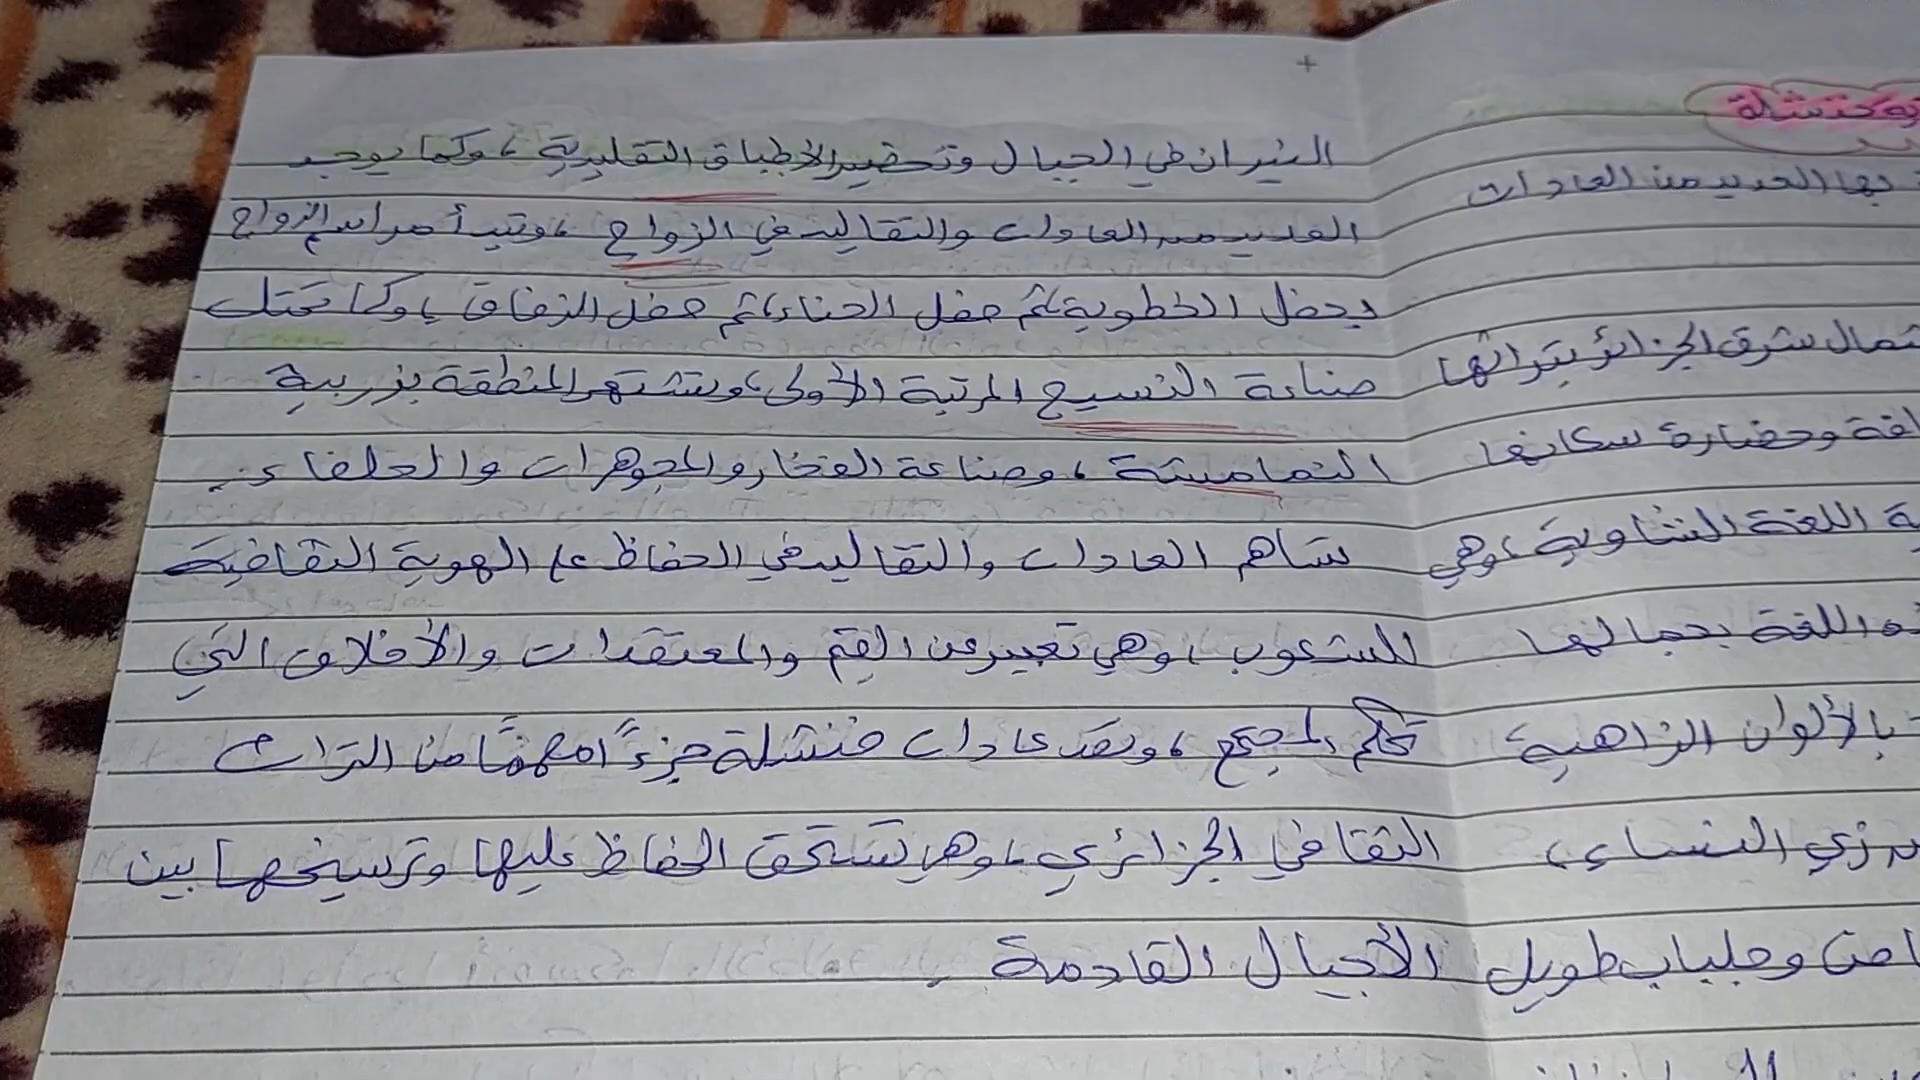 خنشلة
بها العديد من العادات
شمال شرق الجزائر بتراثها
وحضارة سكانها
اللغة الشاوية، وهي
اللغة بجمالها
بالألوان الزاهية،
زي النساء،
وجلباب طويل
النيران في الجبال وتحضير الأطباق التقليدية، وكما يوجد
العديد من العادات والتقاليد في الزواج، وتبد أ مراسم الزواج
بحفل الخطوبة، ثم حفل الحناء، ثم حفل الزفاف، وكما تحتل
صناعة النسيج المرتبة الأولى، وتشتهر المنطقة بزربية
النمامشة، وصناعة الفخار والمجوهرات والحلفاء.
تساهم العادات والتقاليد في الحفاظ على الهوية الثقافية
للشعوب، وهي تعبير عن القيم والمعتقدات والأخلاق التي
تحكم المجتمع، وتعد عادات خنشلة جزءًا مهمًا من التراث
الثقافي الجزائري، وهي تستحق الحفاظ عليها وترسيخها بين
الأجيال القادمة.